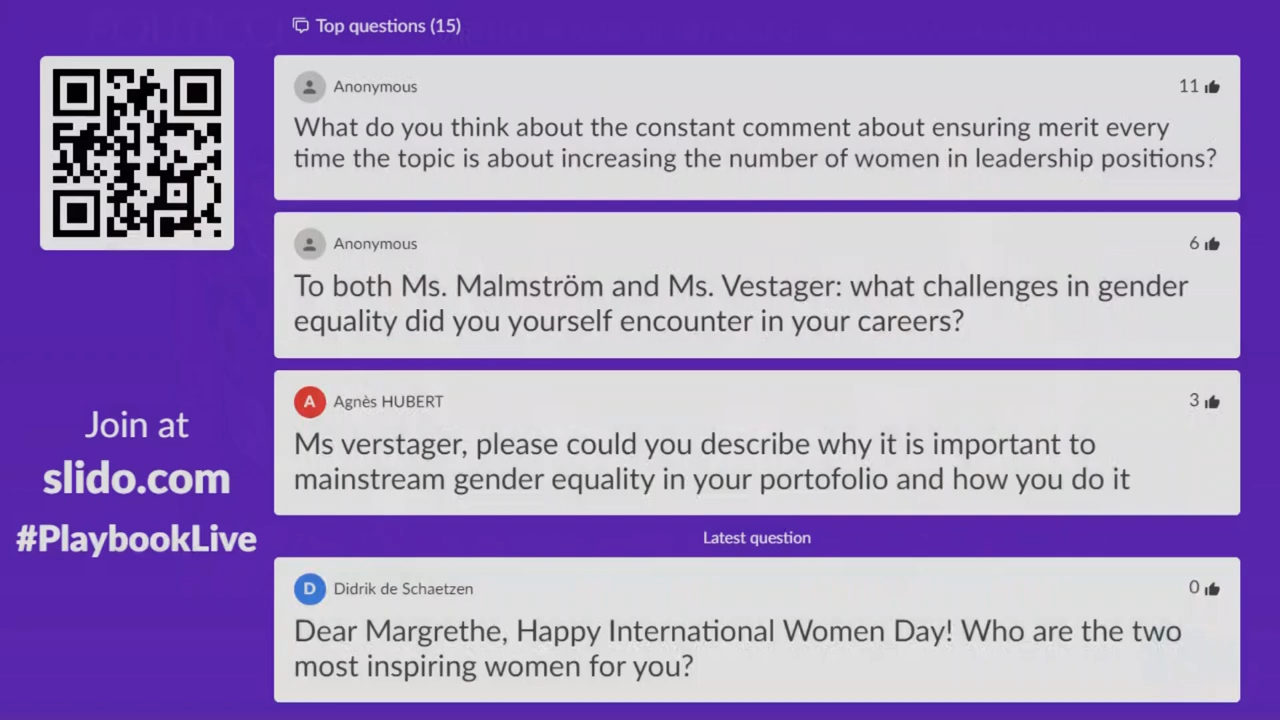 Top questions (15)
Anonymous
11
What do you think about the constant comment about ensuring merit every
time the topic is about increasing the number of women in leadership positions?
Anonymous
6
To both Ms. Malmström and Ms. Vestager: what challenges in gender
equality did you yourself encounter in your careers?
A
Agnès HUBERT
3
Ms verstager, please could you describe why it is important to
mainstream gender equality in your portofolio and how you do it
Latest question
D
Didrik de Schaetzen
0
Dear Margrethe, Happy International Women Day! Who are the two
most inspiring women for you?
Join at
slido.com
#PlaybookLive